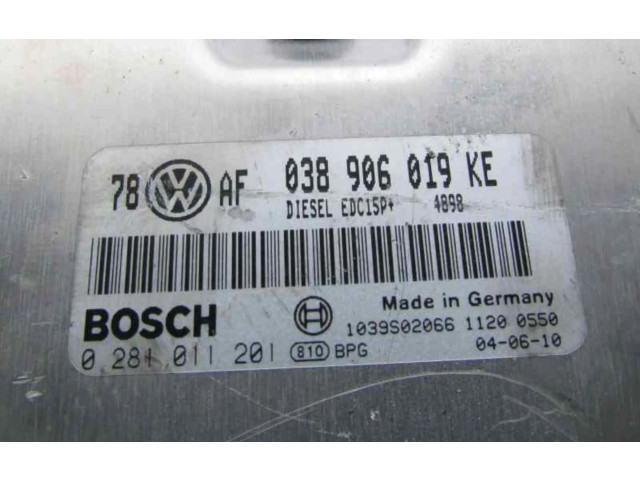 78 VW AF 038 906 019 KE
DIESEL EDC15P+ 4898
BOSCH
Made in Germany
1039S02066 1120 0550
0 281 011 201 810 BPG 04-06-10